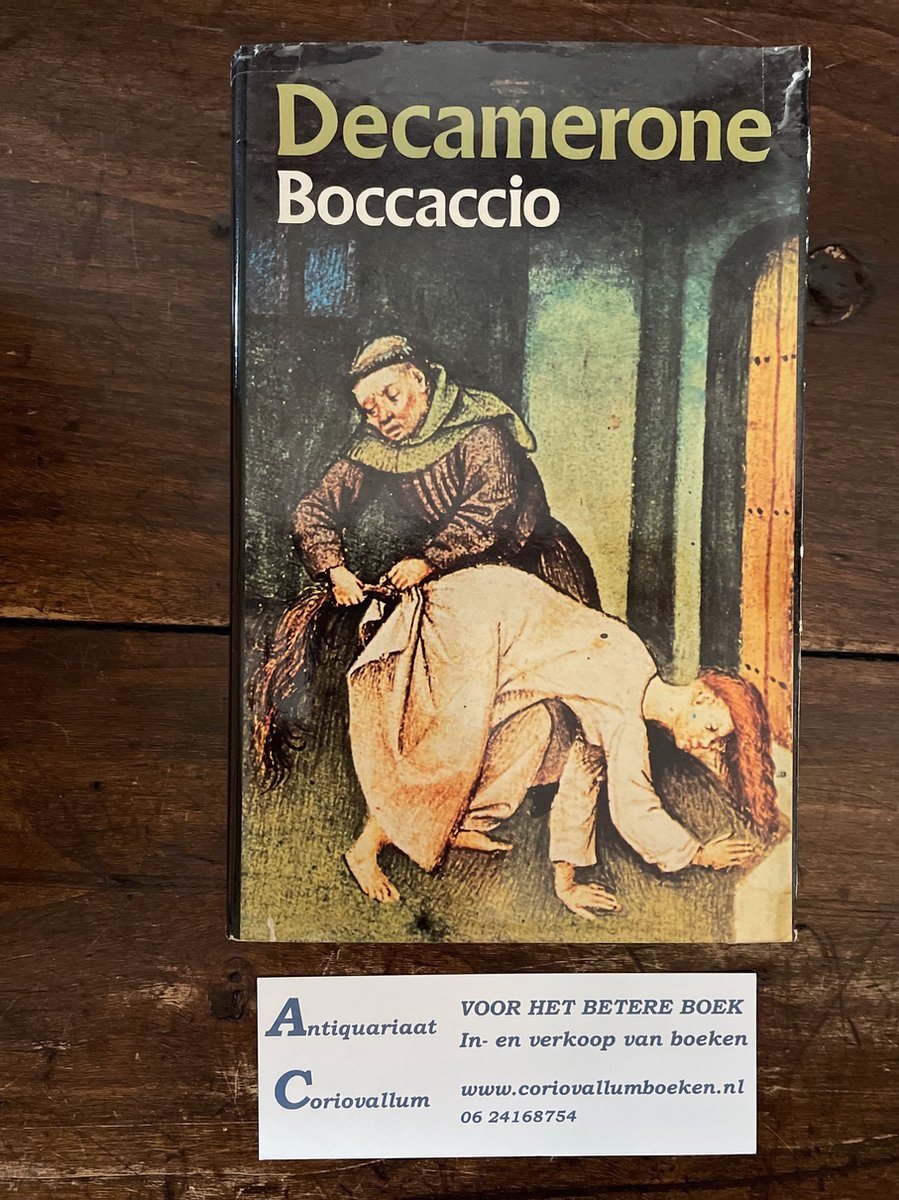 Decamerone
Boccaccio
Antiquariaat
Coriovallum
VOOR HET BETERE BOEK
In- en verkoop van boeken
www.coriovallumboeken.nl
06 24168754